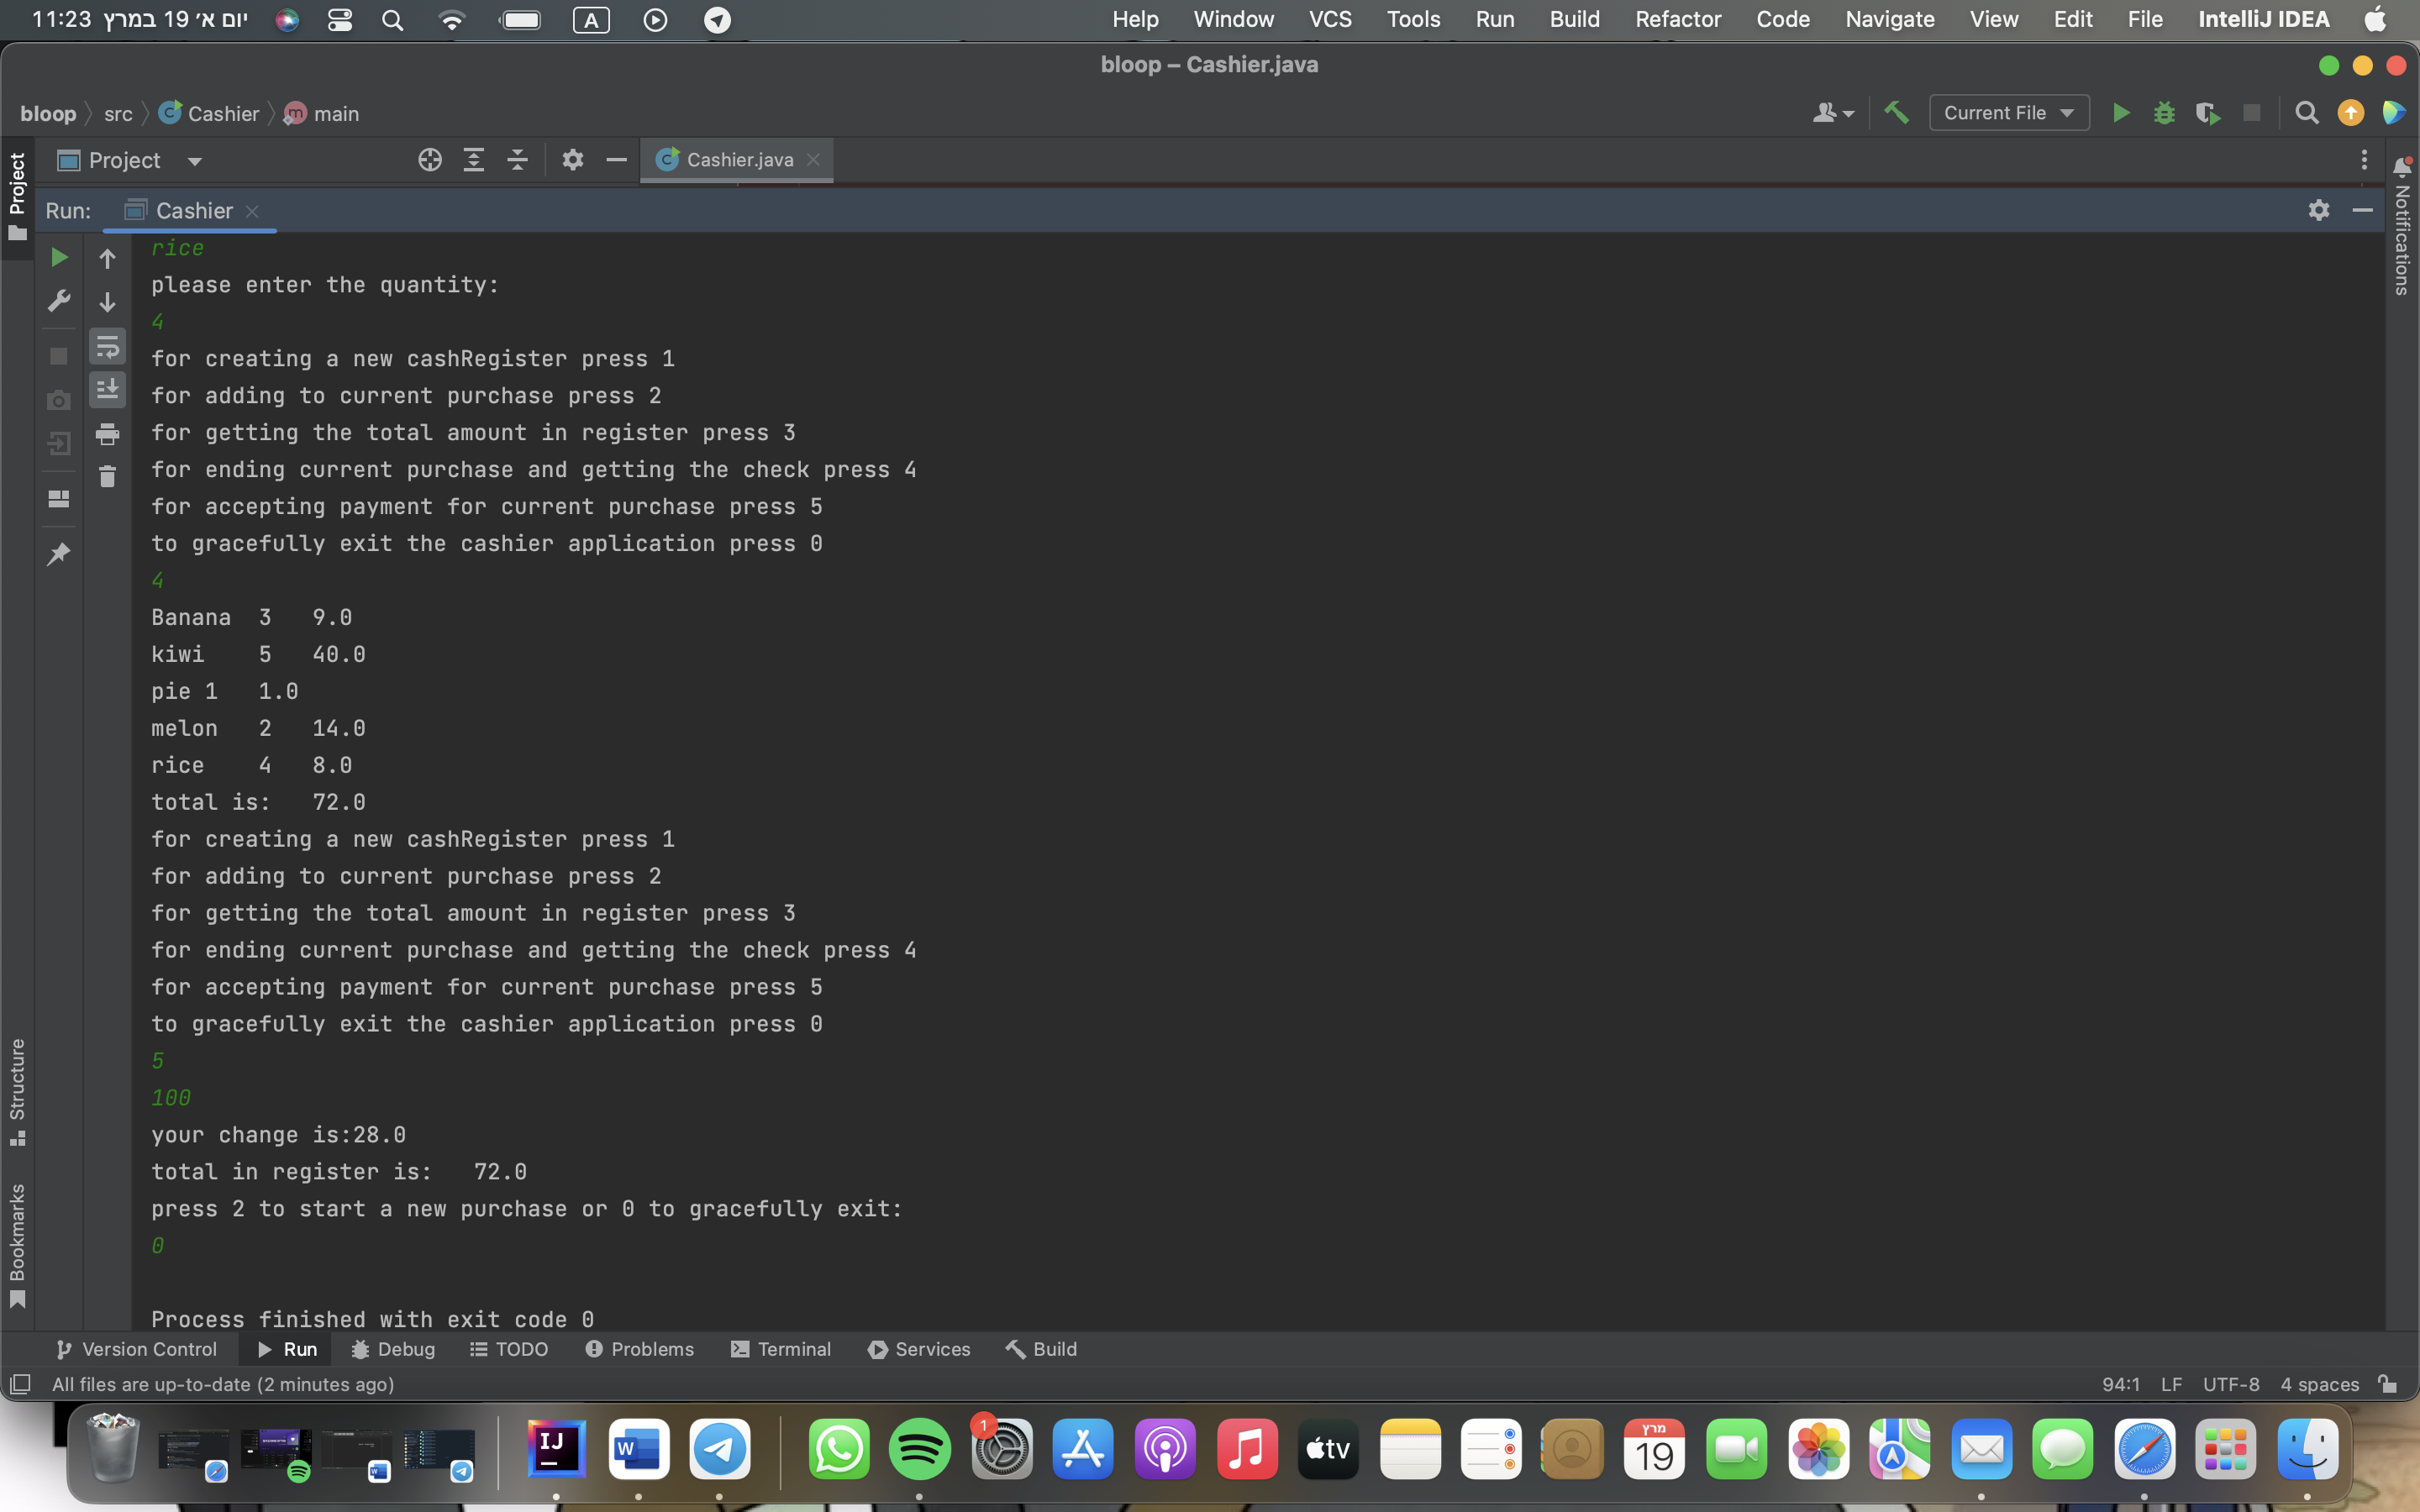 11:23 יום א׳ 19 במרץ A Help Window VCS Tools Run Build Refactor Code Navigate View Edit File IntelliJ IDEA
bloop – Cashier.java
bloop src Cashier main Current File
Project Cashier.java
Project
Notifications
Run: Cashier
rice
please enter the quantity:
4
for creating a new cashRegister press 1
for adding to current purchase press 2
for getting the total amount in register press 3
for ending current purchase and getting the check press 4
for accepting payment for current purchase press 5
to gracefully exit the cashier application press 0
4
Banana 3 9.0
kiwi 5 40.0
pie 1 1.0
melon 2 14.0
rice 4 8.0
total is: 72.0
for creating a new cashRegister press 1
for adding to current purchase press 2
for getting the total amount in register press 3
for ending current purchase and getting the check press 4
for accepting payment for current purchase press 5
to gracefully exit the cashier application press 0
5
100
your change is:28.0
total in register is: 72.0
press 2 to start a new purchase or 0 to gracefully exit:
0
Process finished with exit code 0
Structure
Bookmarks
Version Control Run Debug TODO Problems Terminal Services Build
All files are up-to-date (2 minutes ago) 94:1 LF UTF-8 4 spaces
IJ W 1 tv מרץ 19